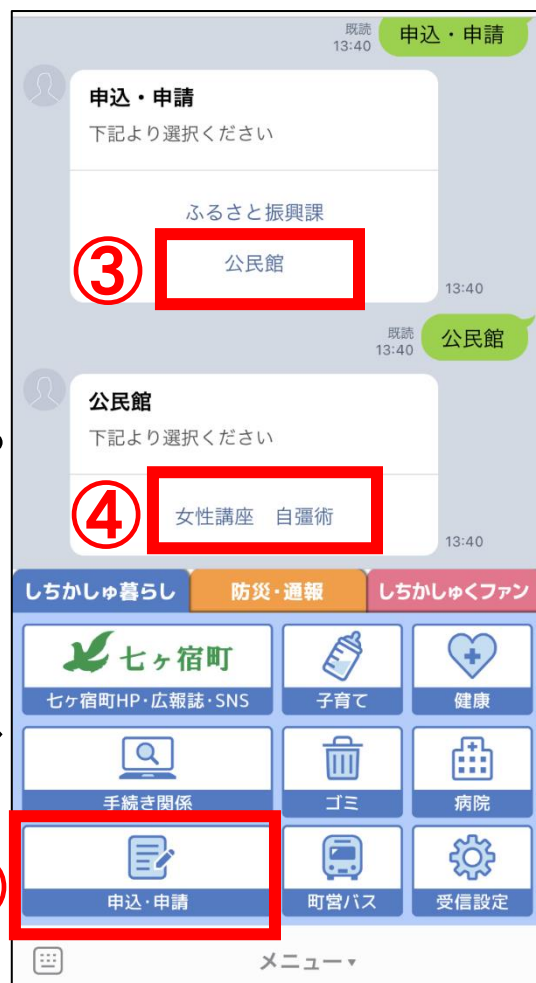 既読
13:40
申込・申請
申込・申請
下記より選択ください
ふるさと振興課
③
公民館
13:40
既読
13:40
公民館
公民館
下記より選択ください
④
女性講座 自彊術
13:40
しちかしゅ暮らし
防災・通報
しちかしゅくファン
七ヶ宿町
七ヶ宿町HP・広報誌・SNS
子育て
健康
手続き関係
ゴミ
病院
申込・申請
町営バス
受信設定
メニュー▼